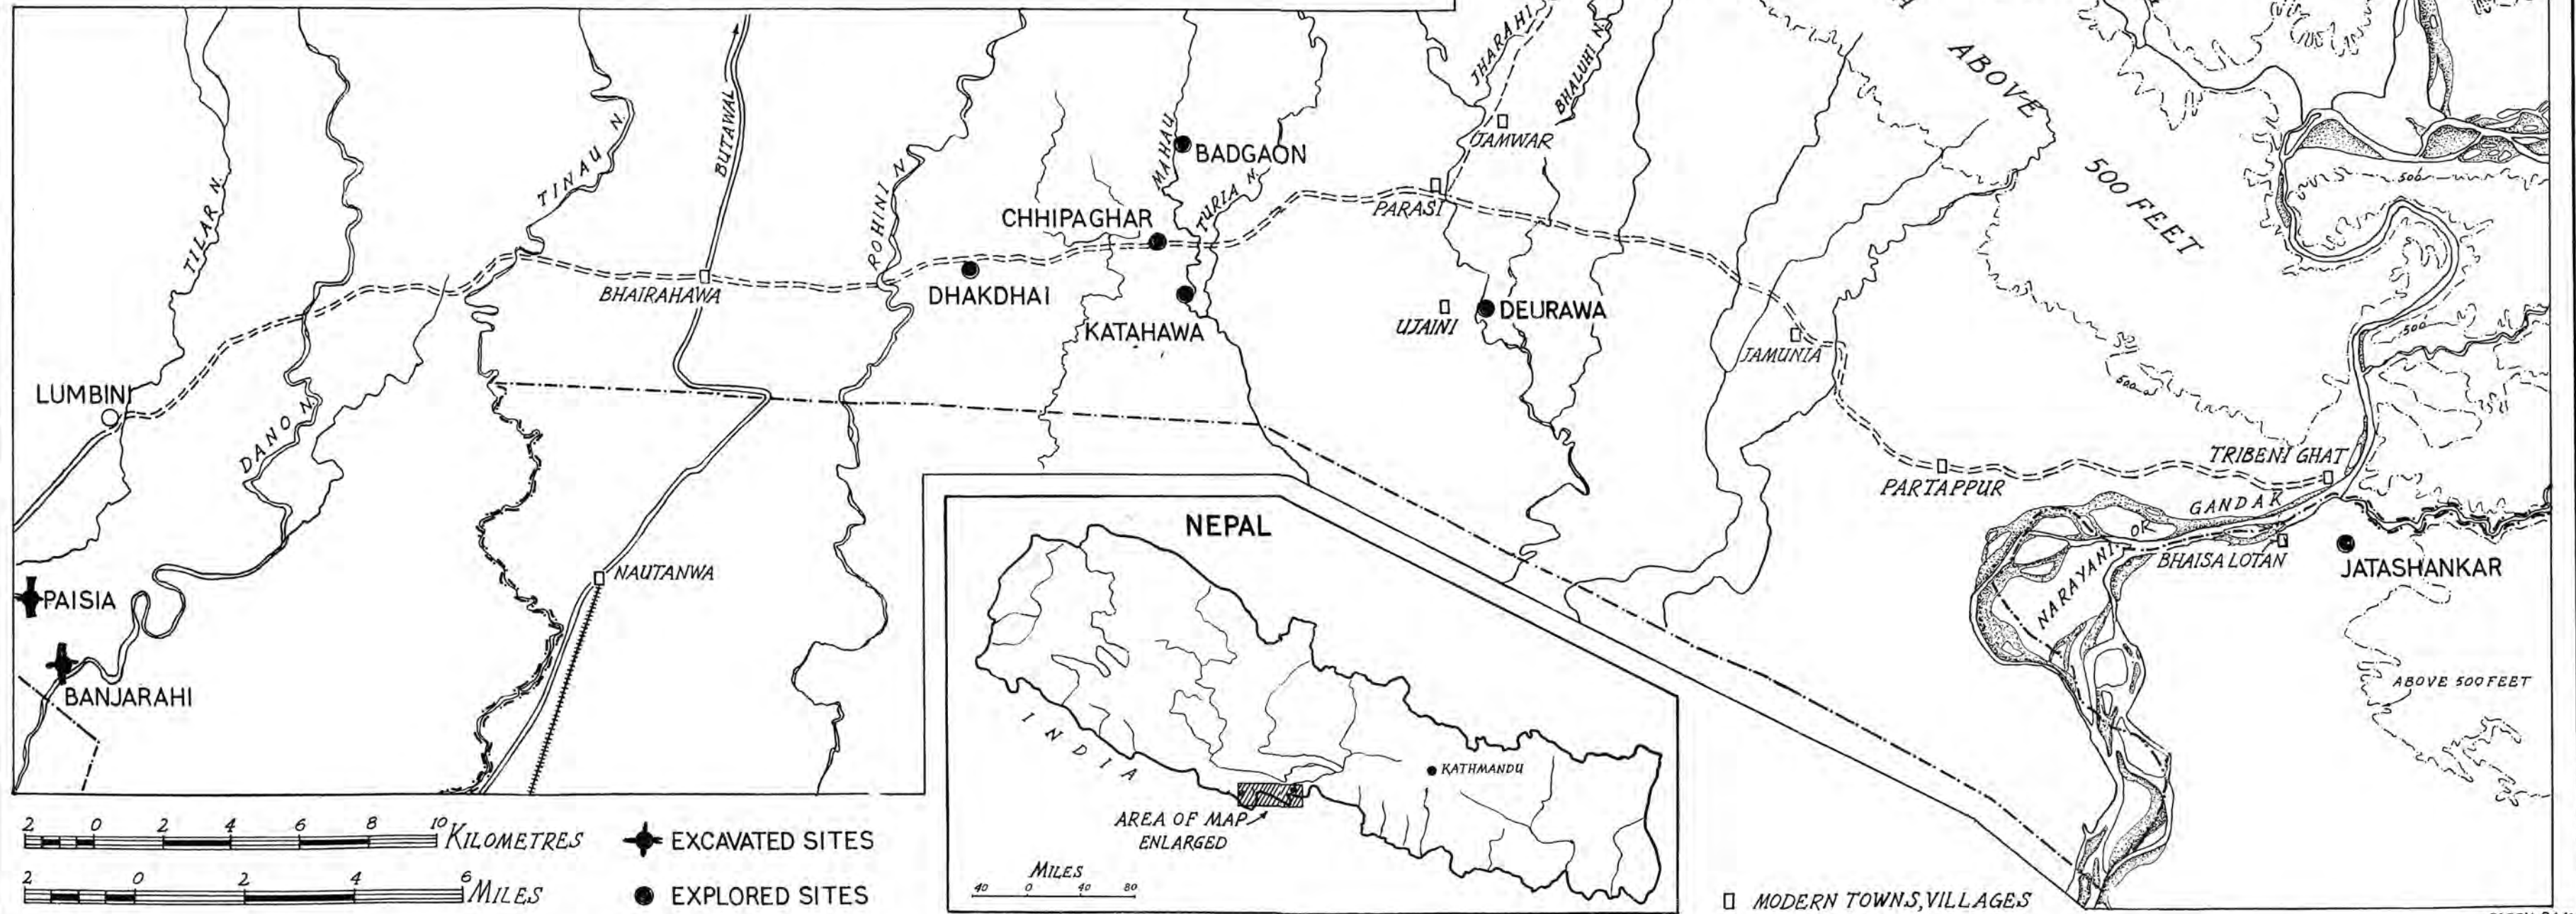 JHARAHI
BHALUHI N.
ABOVE
500 FEET
TILAR N.
TINAU N.
BUTAWAL
ROHINI N
MAHAU
BADGAON
TURIA N.
JAMWAR
CHHIPAGHAR
PARASI
500
BHAIRAHAWA
DHAKDHAI
KATAHAWA
UJAINI
DEURAWA
JAMUNIA
500
500
LUMBINI
DANO N.
TRIBENI GHAT
PARTAPPUR
GANDAK
OR
NARAYANI
BHAISALOTAN
JATASHANKAR
NAUTANWA
PAISIA
BANJARAHI
ABOVE 500 FEET
NEPAL
INDIA
KATHMANDU
AREA OF MAP
ENLARGED
MILES
40 0 40 80
2 0 2 4 6 8 10 KILOMETRES
2 0 2 4 6 MILES
EXCAVATED SITES
EXPLORED SITES
MODERN TOWNS, VILLAGES